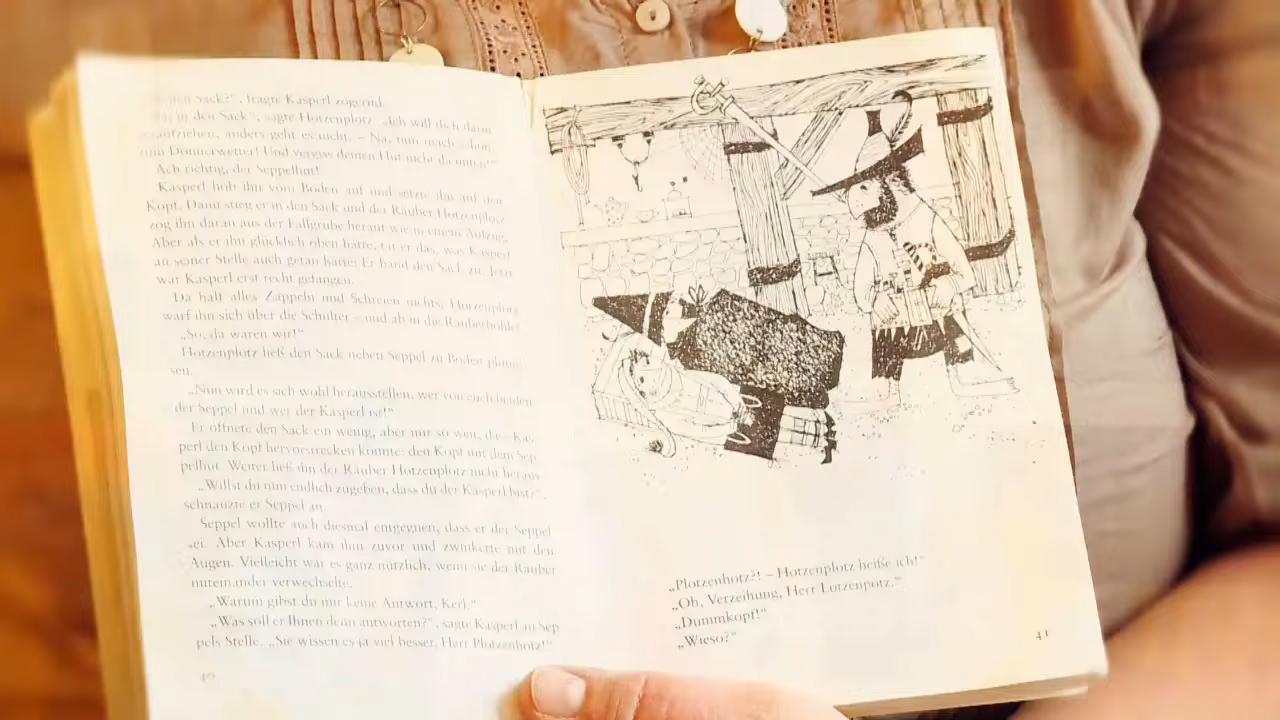 Sack?“, fragte Kasperl zögernd.
in den Sack“, sagte Hotzenplotz. „Ich will dich darin
raufziehen, anders geht es nicht. – Na, nun mach schon,
zum Donnerwetter! Und vergiss deinen Hut nicht da unten!“
Ach richtig, der Seppelhut!
Kasperl hob ihn vom Boden auf und setzte ihn auf den
Kopf. Dann stieg er in den Sack und der Räuber Hotzenplotz
zog ihn daran aus der Fallgrube heraut wie in einem Aufzug.
Aber als er ihn glücklich oben hatte, tat er das, was Kasperl
an seiner Stelle auch getan hätte: Er band den Sack zu. Jetzt
war Kasperl erst recht gefangen.
Da half alles Zappeln und Schreien nichts, Hotzenplotz
warf ihn sich über die Schulter – und ab in die Räuberhöhle!
„So, da wären wir!“
Hotzenplotz ließ den Sack neben Seppel zu Boden plump-
sen.
„Nun wird es sich wohl herausstellen, wer von euch beiden
der Seppel und wer der Kasperl ist!“
Er öffnete den Sack ein wenig, aber nur so weit, dass Kas-
perl den Kopf hervorstrecken konnte: den Kopf mit dem Sep-
pelhut. Weiter ließ ihn der Räuber Hotzenplotz nicht heraus.
„Willst du nun endlich zugeben, dass du der Kasperl bist?“,
schnauzte er Seppel an.
Seppel wollte auch diesmal entgegnen, dass er der Seppel
sei. Aber Kasperl kam ihm zuvor und zwinkerte mit den
Augen. Vielleicht war es ganz nützlich, wenn sie der Räuber
miteinander verwechselte.
„Warum gibst du mir keine Antwort, Kerl?“
„Was soll er Ihnen denn antworten?“, sagte Kasperl an Sep-
pels Stelle. „Sie wissen es ja viel besser, Herr Plotzenhotz!“
40
„Plotzenhotz?! – Hotzenplotz heiße ich!“
„Oh, Verzeihung, Herr Lotzenpotz.“
„Dummkopf!“
„Wieso?“
41